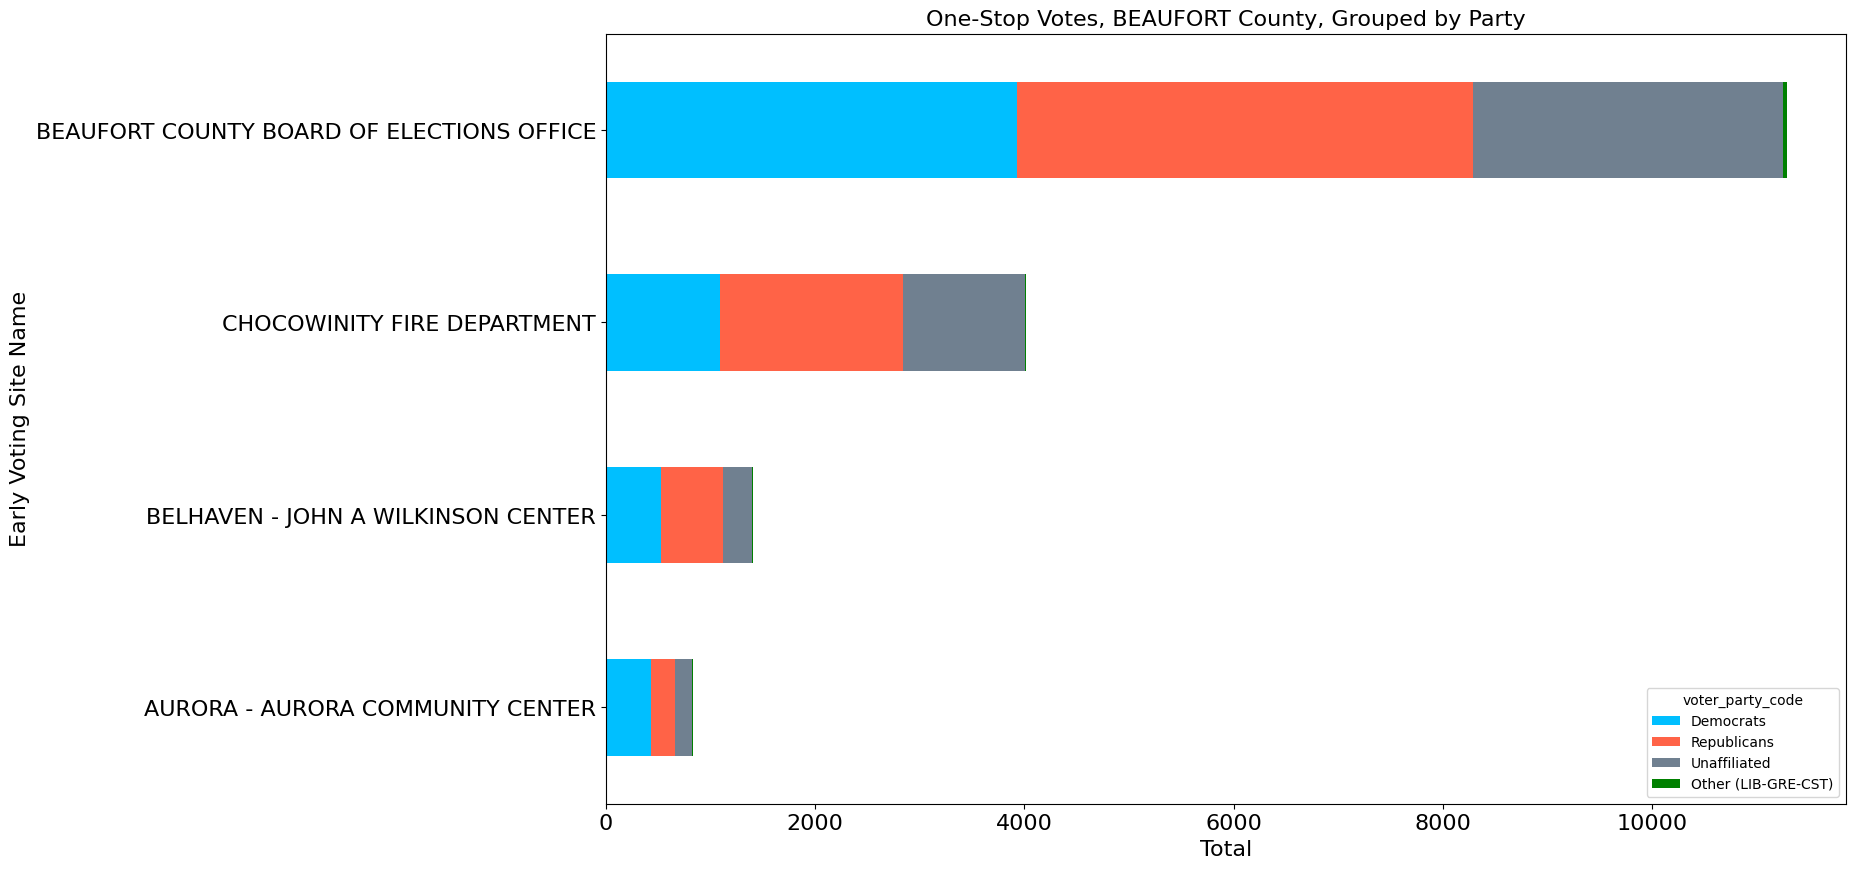 One-Stop Votes, BEAUFORT County, Grouped by Party
Early Voting Site Name
BEAUFORT COUNTY BOARD OF ELECTIONS OFFICE
CHOCOWINITY FIRE DEPARTMENT
BELHAVEN - JOHN A WILKINSON CENTER
AURORA - AURORA COMMUNITY CENTER
voter_party_code
Democrats
Republicans
Unaffiliated
Other (LIB-GRE-CST)
0 2000 4000 6000 8000 10000
Total